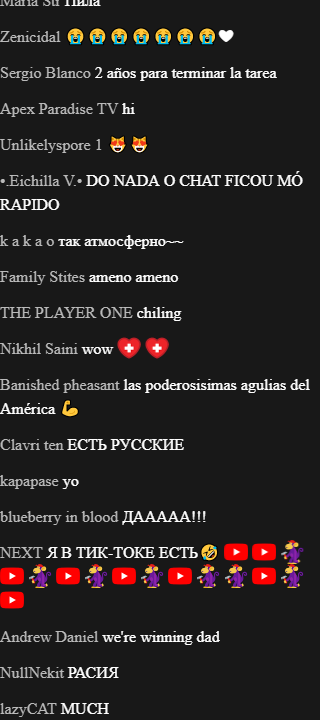 Maria Str Пила
Zenicidal 😭😭😭😭😭😭😭🤍
Sergio Blanco 2 años para terminar la tarea
Apex Paradise TV hi
Unlikelyspore 1 😻😻
•.Eichilla V.• DO NADA O CHAT FICOU MÓ
RAPIDO
k a k a o так атмосферно~~
Family Stites ameno ameno
THE PLAYER ONE chiling
Nikhil Saini wow
Banished pheasant las poderosisimas agulias del
América 💪
Clavri ten ЕСТЬ РУССКИЕ
kapapase yo
blueberry in blood ДААААА!!!
NEXT Я В ТИК-ТОКЕ ЕСТЬ🤣
Andrew Daniel we're winning dad
NullNekit РАСИЯ
lazyCAT MUCH